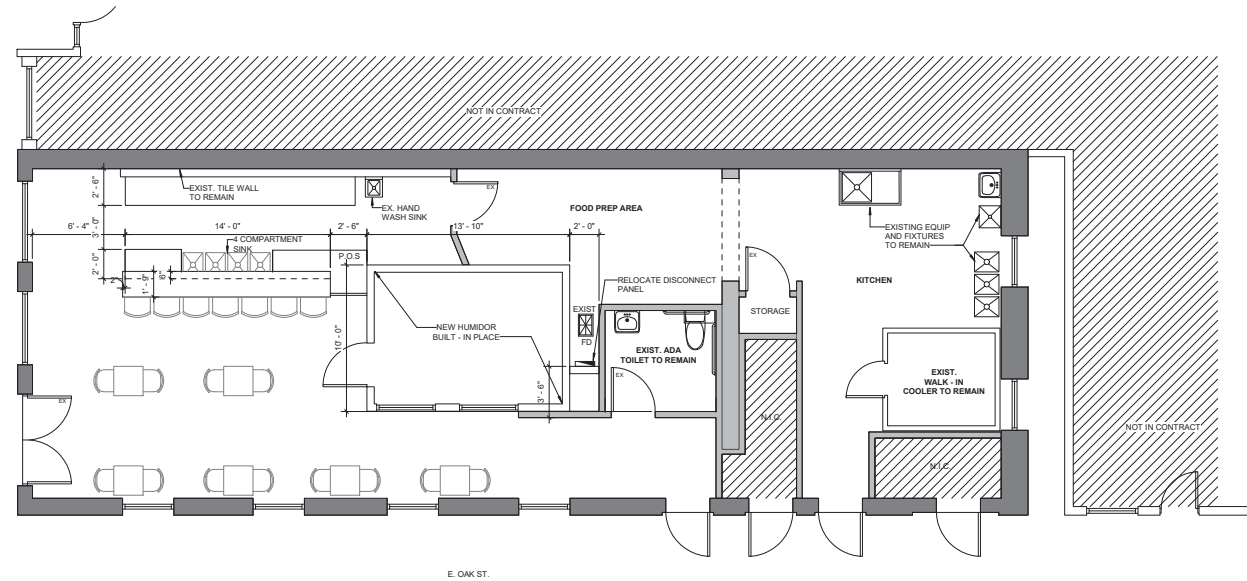 NOT IN CONTRACT
2' - 6"
EXIST. TILE WALL
TO REMAIN
EX
EX. HAND
WASH SINK
FOOD PREP AREA
6' - 4"
3' - 0"
14' - 0"
2' - 6"
13' - 10"
2' - 0"
EXISTING EQUIP
AND FIXTURES
TO REMAIN
4 COMPARTMENT
SINK
P.O.S
2' - 0"
2"
1' - 9"
6"
EX
KITCHEN
RELOCATE DISCONNECT
PANEL
STORAGE
EXIST
FD
NEW HUMIDOR
BUILT - IN PLACE
10' - 0"
EXIST. ADA
TOILET TO REMAIN
EX
3' - 6"
EXIST.
WALK - IN
COOLER TO REMAIN
EX
N.I.C.
NOT IN CONTRACT
N.I.C.
E. OAK ST.